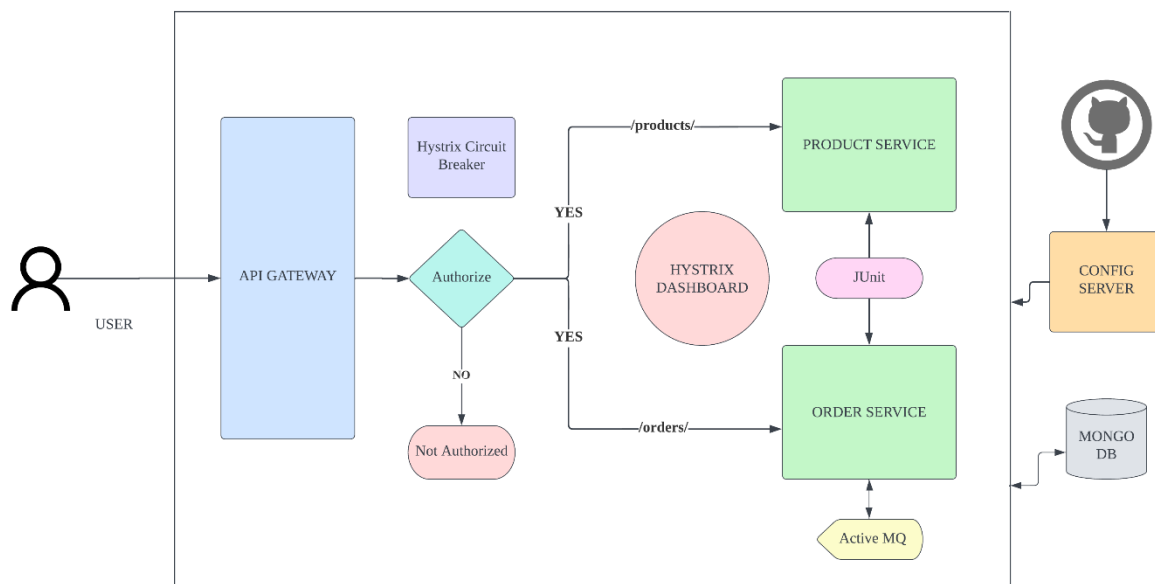 Hystrix Circuit
Breaker
/products/
PRODUCT SERVICE
YES
API GATEWAY
Authorize
HYSTRIX
DASHBOARD
JUnit
CONFIG
SERVER
USER
YES
NO
ORDER SERVICE
/orders/
Not Authorized
MONGO
DB
Active MQ